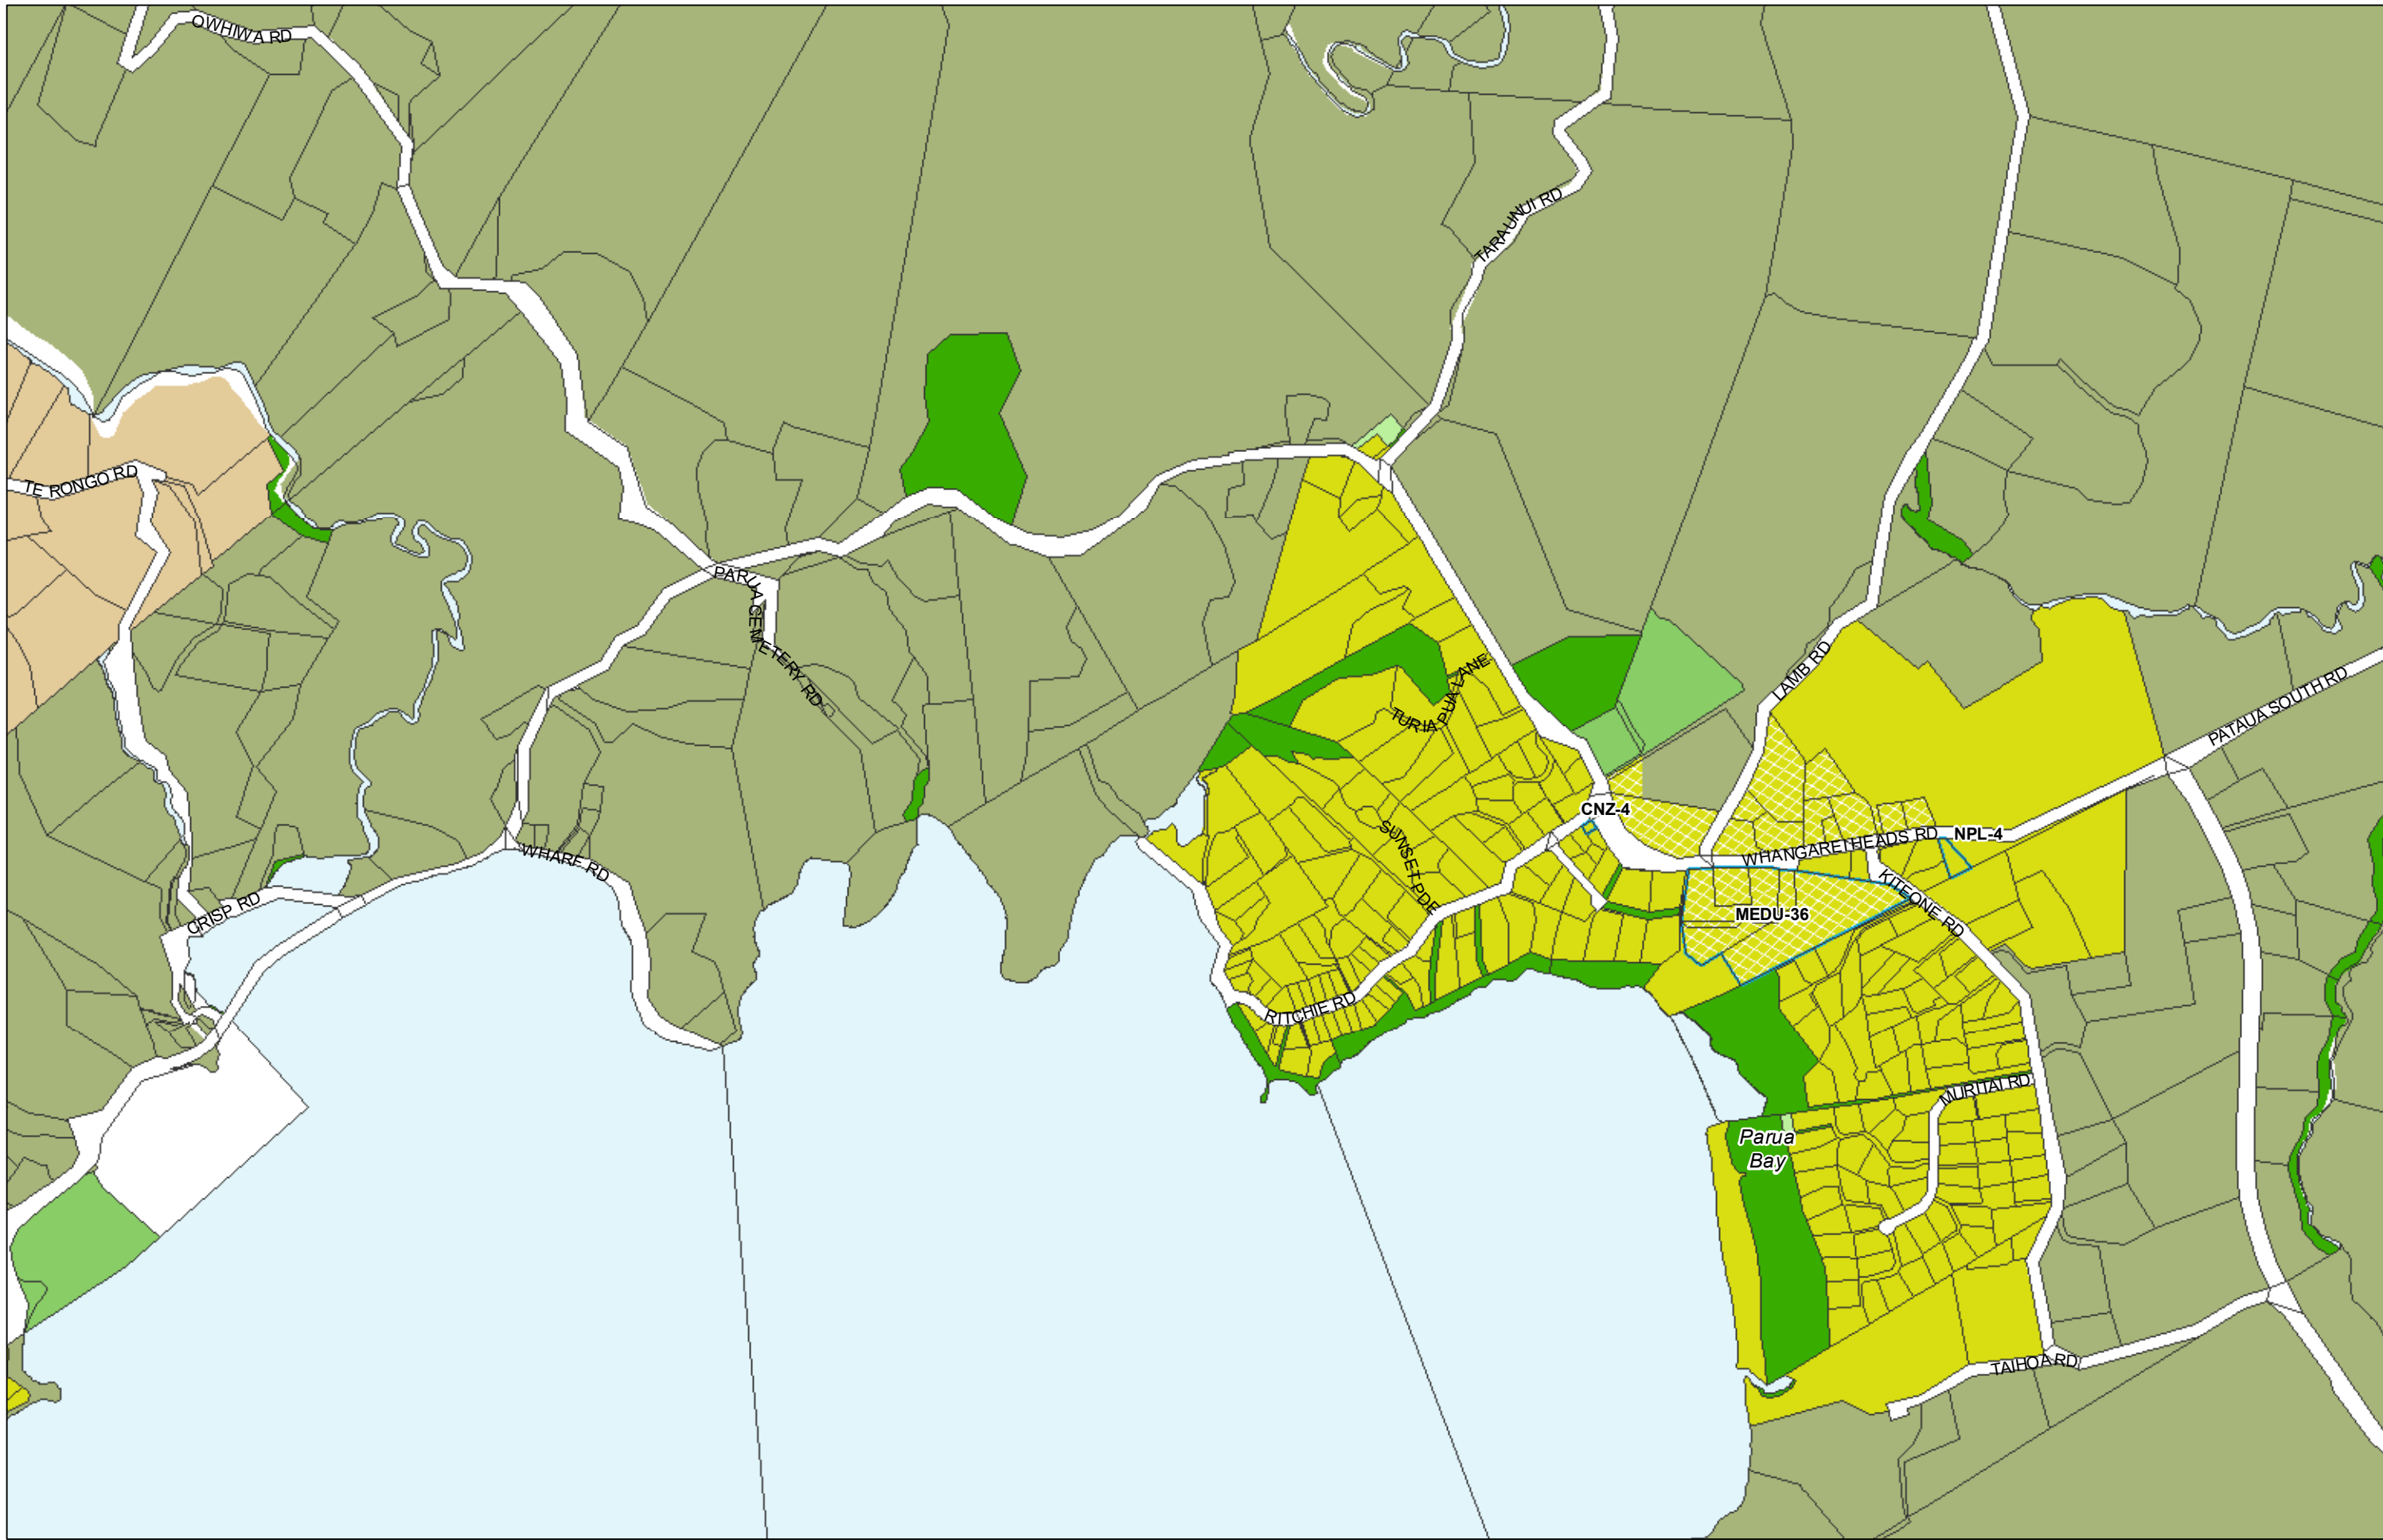 OWHIWA RD
TARAUNUI RD
TE RONGO RD
PARUA CEMETERY RD
TURIA PUA LANE
LAMB RD
PATAUA SOUTH RD
CNZ-4
SUNSET PDE
WHANGAREI HEADS RD
NPL-4
WHARF RD
KITEONE RD
CRISP RD
MEDU-36
RITCHIE RD
MURITAI RD
Parua
Bay
TAIHOA RD